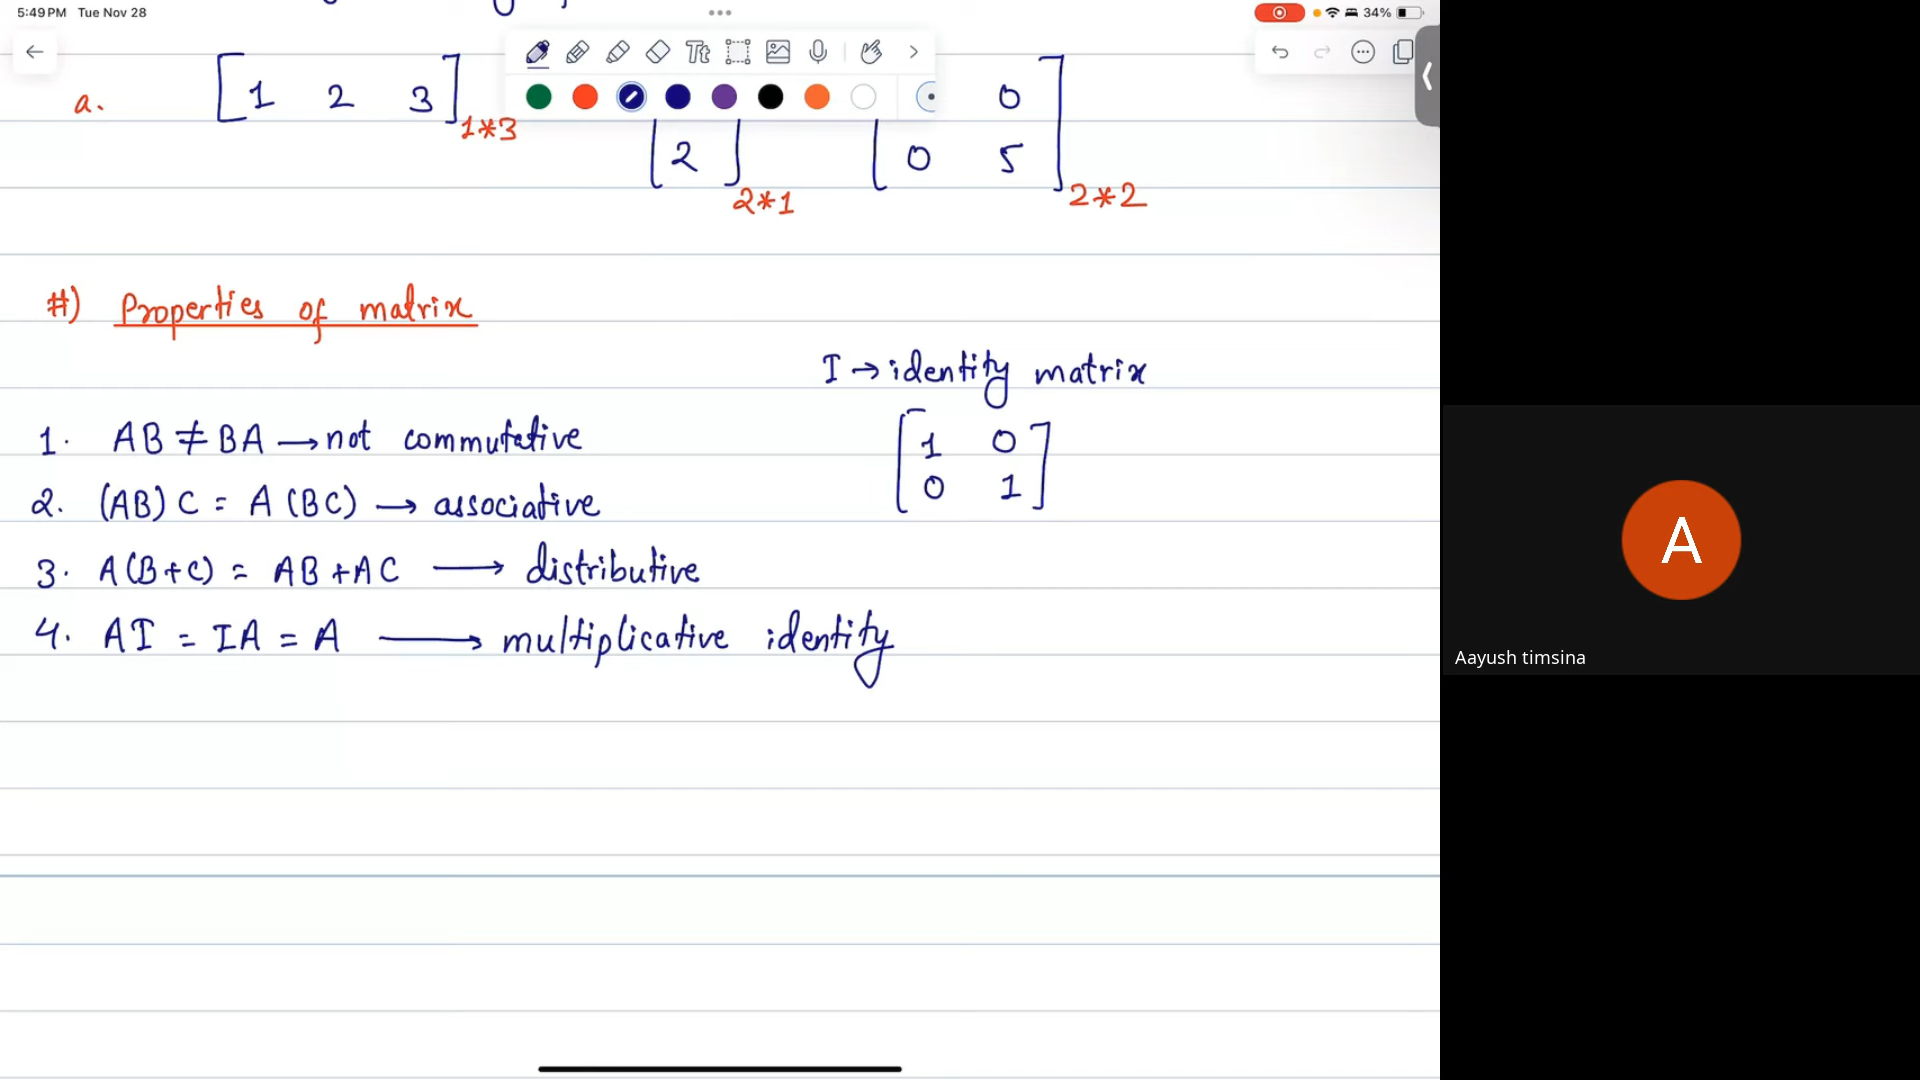 5:49 PM Tue Nov 28
34%
Tt
a. [1 2 3] 1*3
0
[2] 2*1
[0 5] 2*2
#) Properties of matrix
I → identity matrix
1. AB ≠ BA → not commutative
[1 0
0 1]
2. (AB) C = A (BC) → associative
3. A(B+C) = AB + AC → distributive
4. AI = IA = A → multiplicative identity
A
Aayush timsina